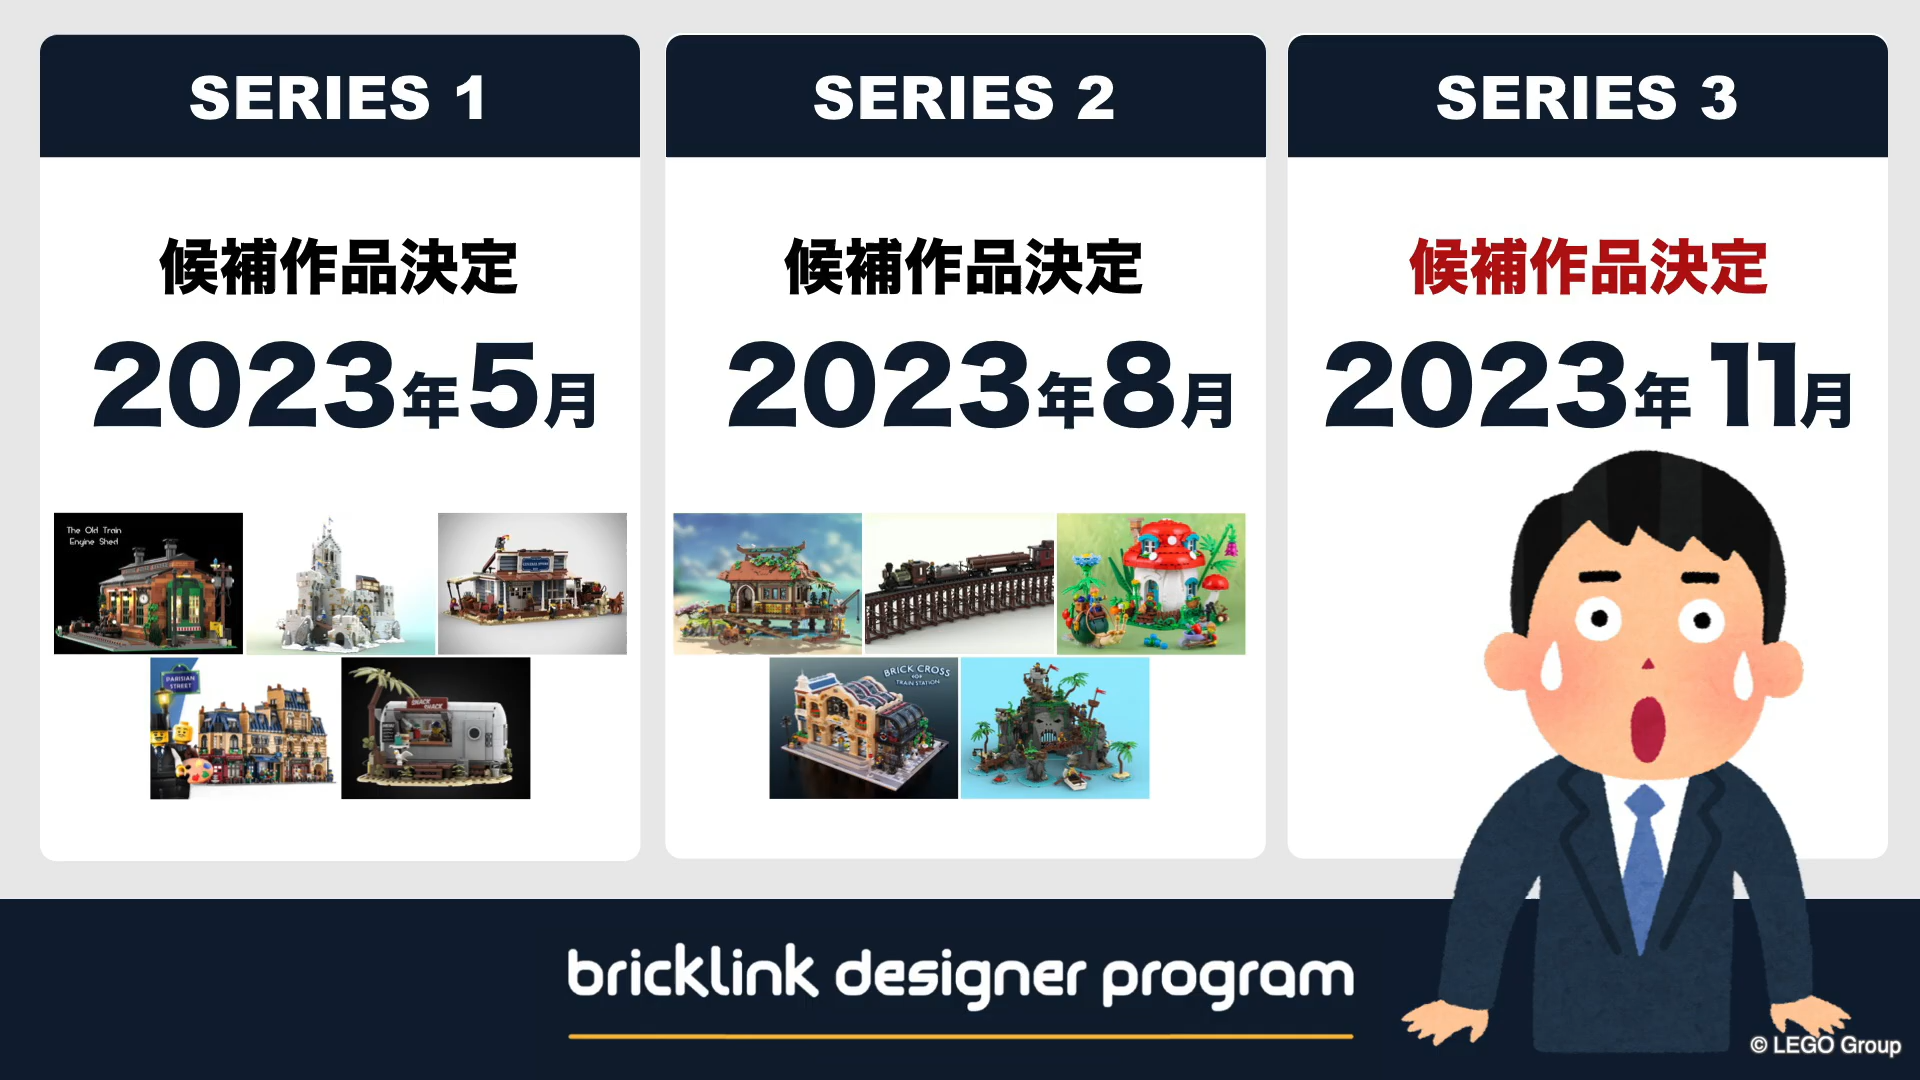 SERIES 1
候補作品決定
2023年5月
The Old Train
Engine Shed
PARISIAN
STREET
SNACK
SHACK
SERIES 2
候補作品決定
2023年8月
BRICK CROSS
TRAIN STATION
SERIES 3
候補作品決定
2023年11月
bricklink designer program
© LEGO Group